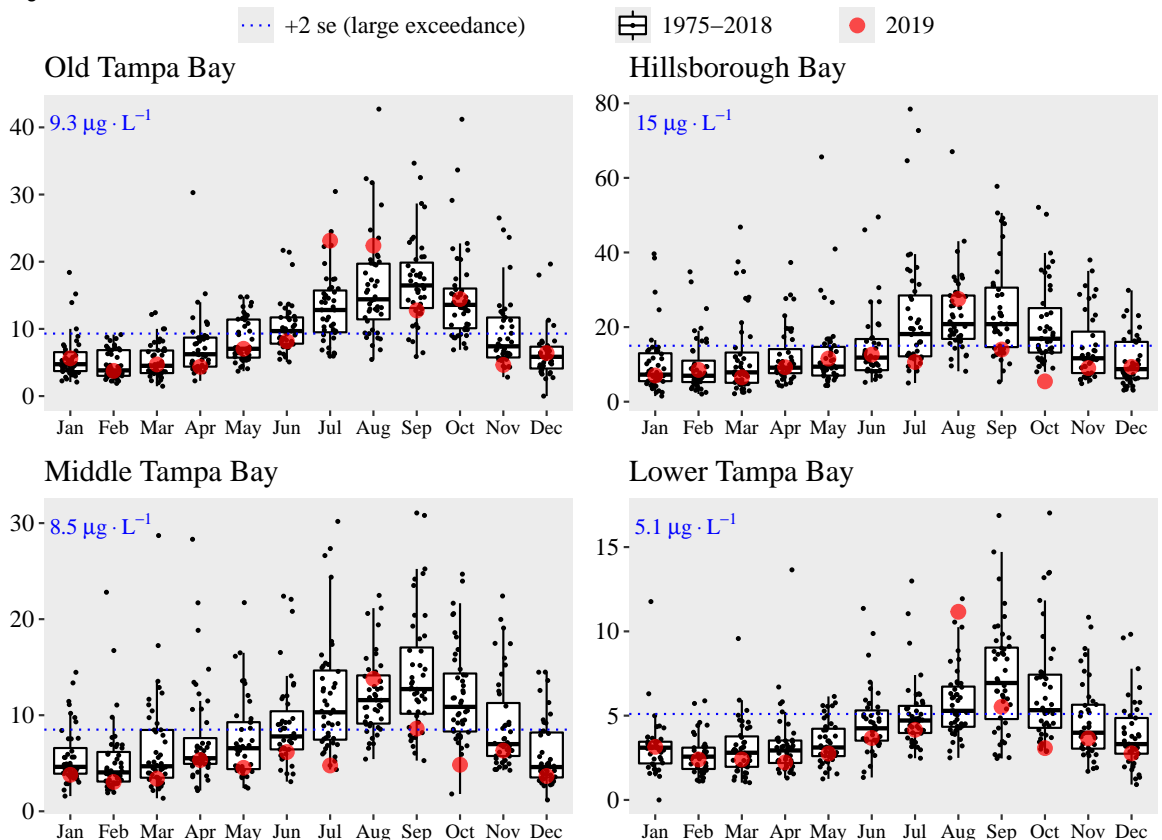 +2 se (large exceedance) 1975−2018 2019
Old Tampa Bay
9.3 μg · L⁻¹
40
30
20
10
0
Jan Feb Mar Apr May Jun Jul Aug Sep Oct Nov Dec
Hillsborough Bay
15 μg · L⁻¹
80
60
40
20
0
Jan Feb Mar Apr May Jun Jul Aug Sep Oct Nov Dec
Middle Tampa Bay
8.5 μg · L⁻¹
30
20
10
0
Jan Feb Mar Apr May Jun Jul Aug Sep Oct Nov Dec
Lower Tampa Bay
5.1 μg · L⁻¹
15
10
5
0
Jan Feb Mar Apr May Jun Jul Aug Sep Oct Nov Dec